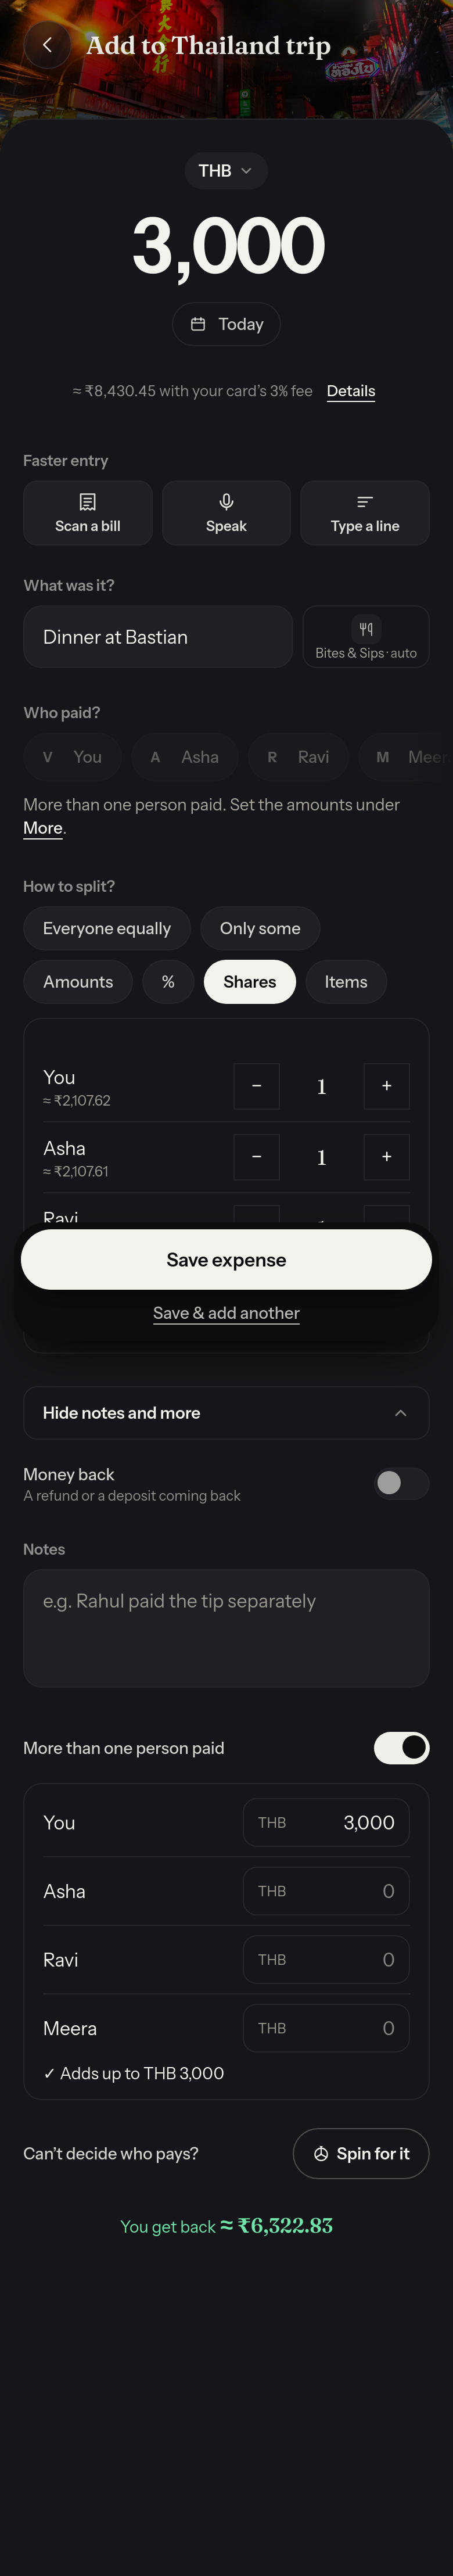 Add to Thailand trip
THB
3,000
Today
≈ ₹8,430.45 with your card's 3% fee Details
Faster entry
Scan a bill
Speak
Type a line
What was it?
Dinner at Bastian
Bites & Sips · auto
Who paid?
V You
A Asha
R Ravi
M Meer
More than one person paid. Set the amounts under
More.
How to split?
Everyone equally
Only some
Amounts
%
Shares
Items
You
≈ ₹2,107.62
− 1 +
Asha
≈ ₹2,107.61
− 1 +
Ravi
Save expense
Save & add another
Hide notes and more
Money back
A refund or a deposit coming back
Notes
e.g. Rahul paid the tip separately
More than one person paid
You THB 3,000
Asha THB 0
Ravi THB 0
Meera THB 0
✓ Adds up to THB 3,000
Can't decide who pays? Spin for it
You get back ≈ ₹6,322.83